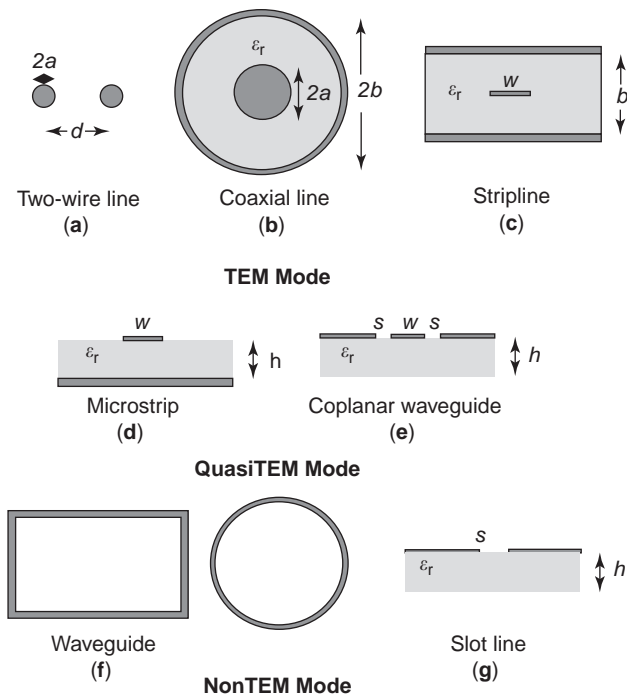 2a
d
Two-wire line
(a)
εr
2a
2b
Coaxial line
(b)
εr
w
b
Stripline
(c)
TEM Mode
w
εr
h
Microstrip
(d)
s w s
εr
h
Coplanar waveguide
(e)
QuasiTEM Mode
Waveguide
(f)
s
εr
h
Slot line
(g)
NonTEM Mode